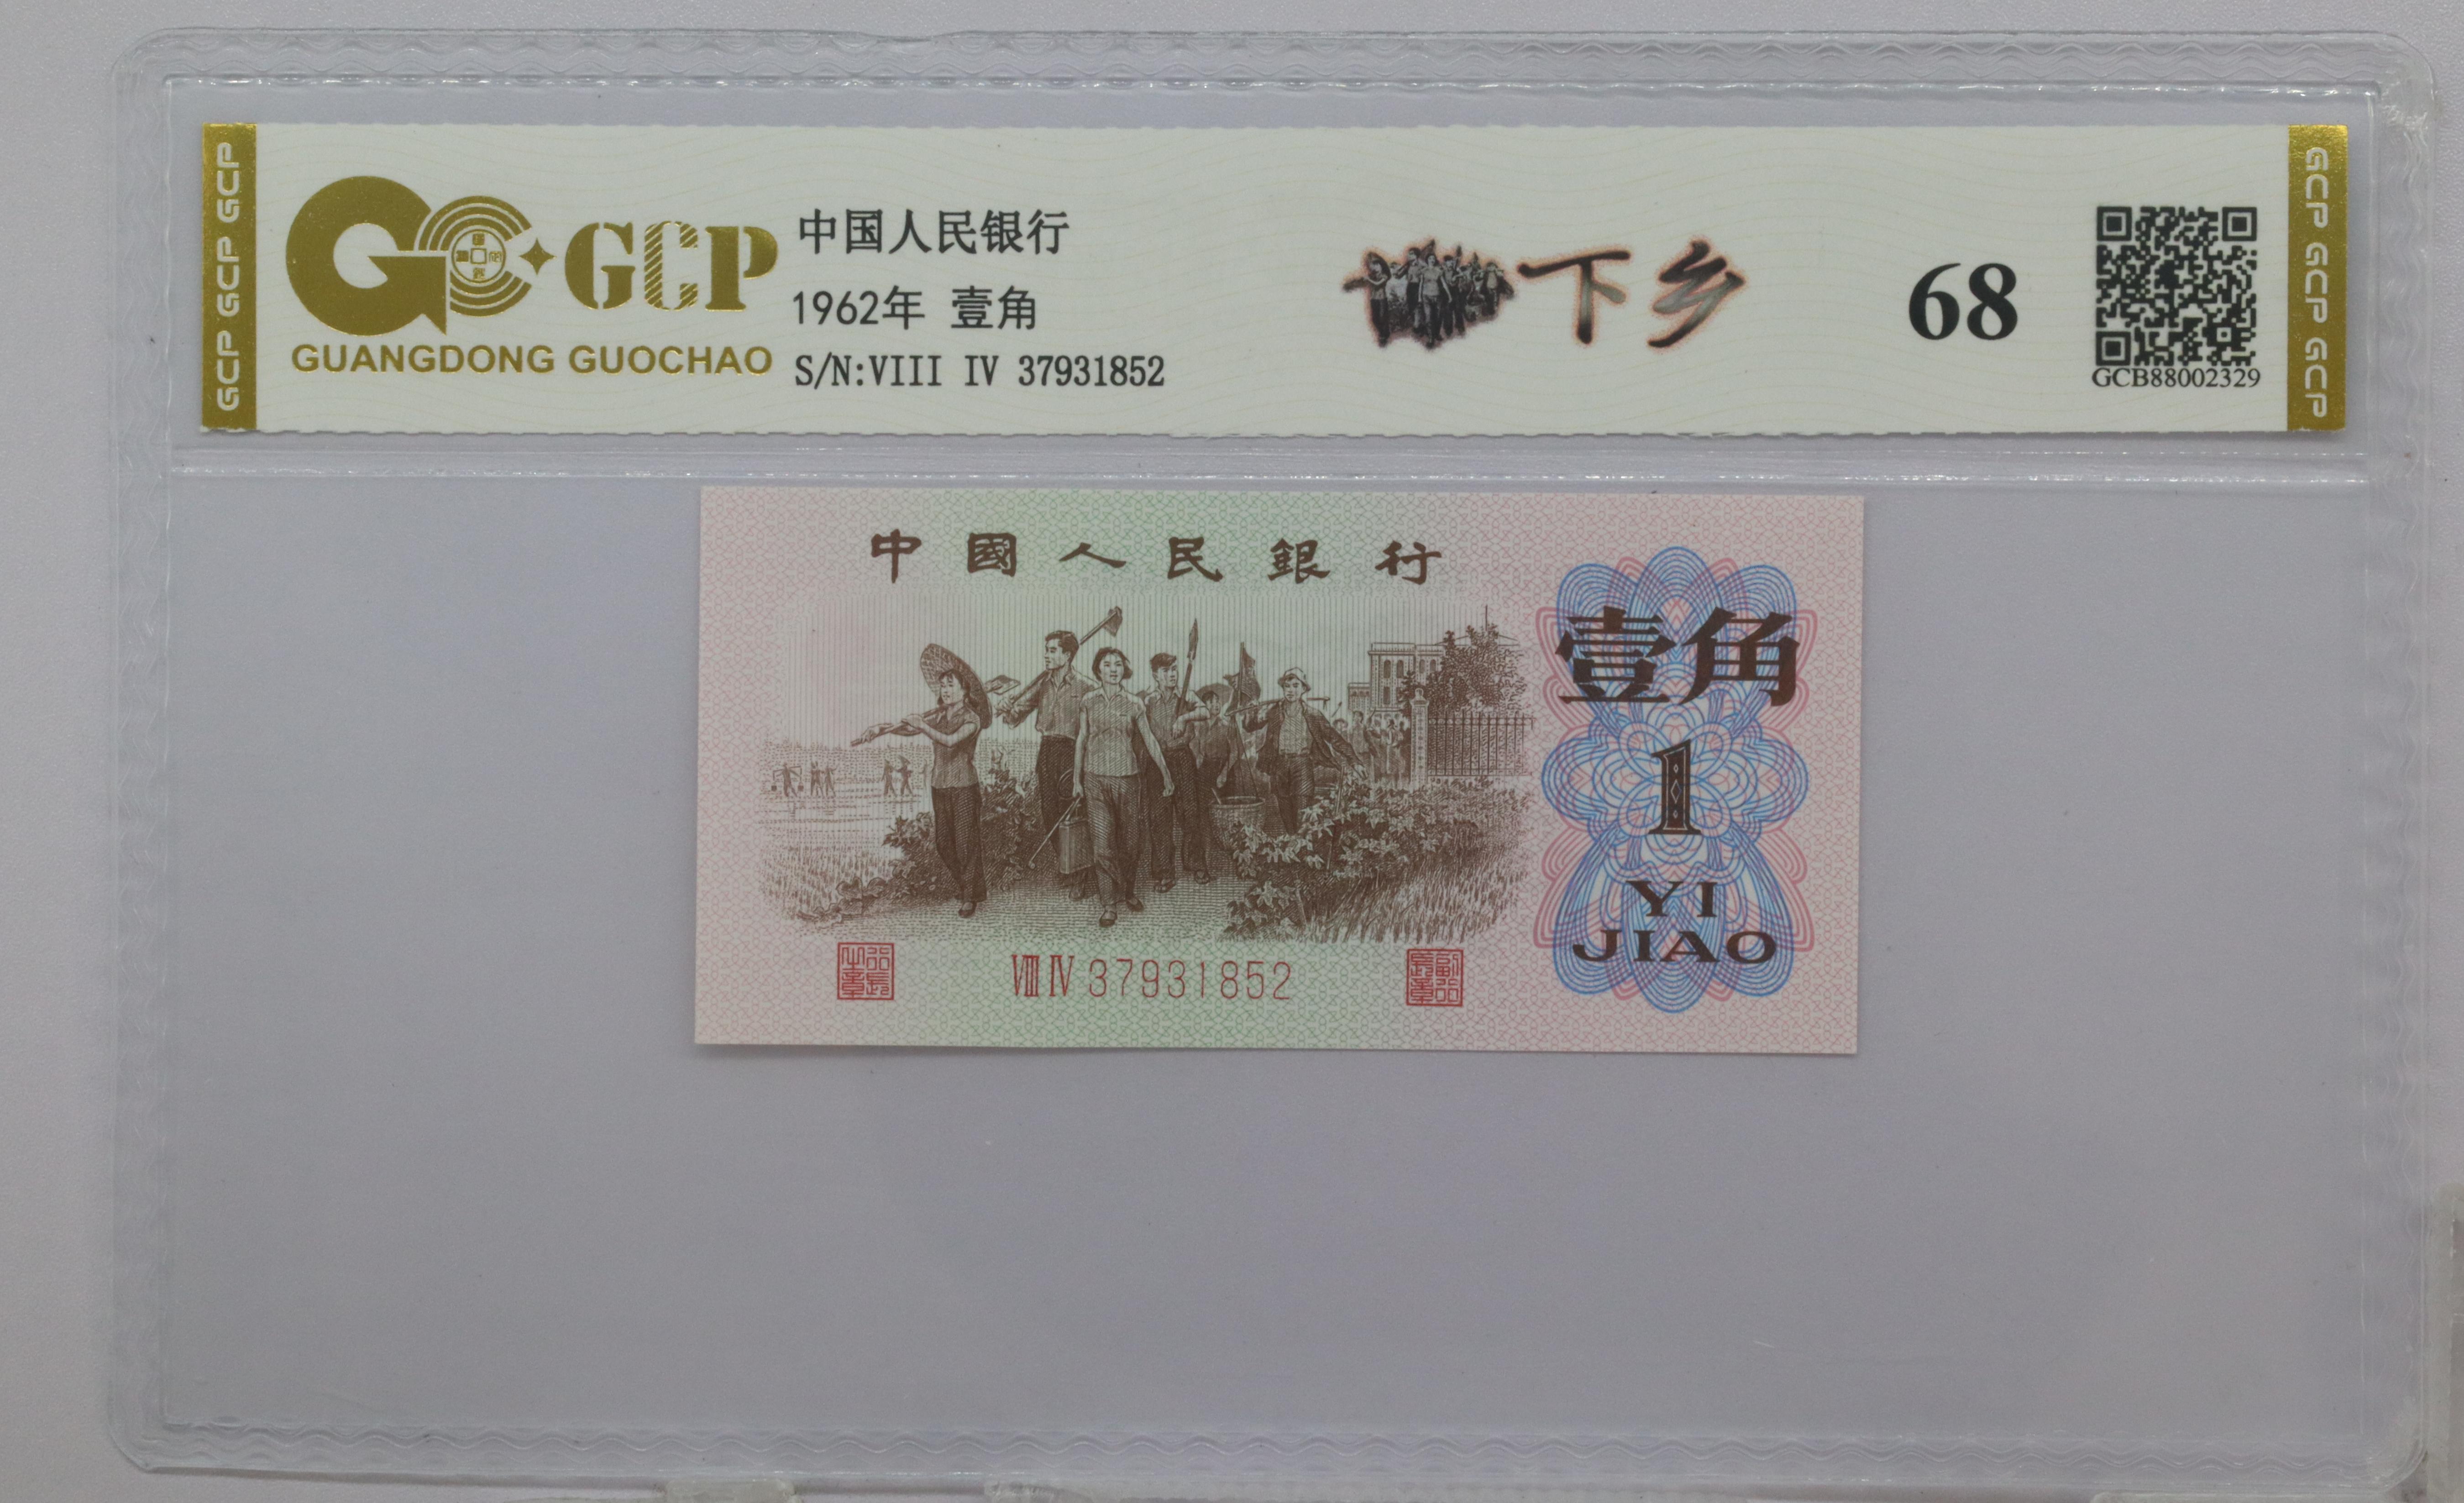 GCP GCP GCP
GCP
GUANGDONG GUOCHAO
中国人民银行
1962年 壹角
S/N:VIII IV 37931852
下乡
68
GCB88002329
GCP GCP GCP
中國人民銀行
壹角
1
YI
JIAO
VIII IV 37931852